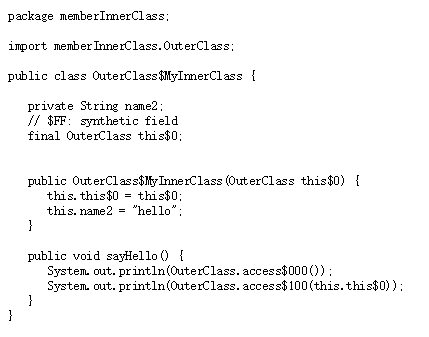 package memberInnerClass;
import memberInnerClass.OuterClass;
public class OuterClass$MyInnerClass {
private String name2;
// $FF: synthetic field
final OuterClass this$0;
public OuterClass$MyInnerClass(OuterClass this$0) {
this.this$0 = this$0;
this.name2 = "hello";
}
public void sayHello() {
System.out.println(OuterClass.access$000());
System.out.println(OuterClass.access$100(this.this$0));
}
}